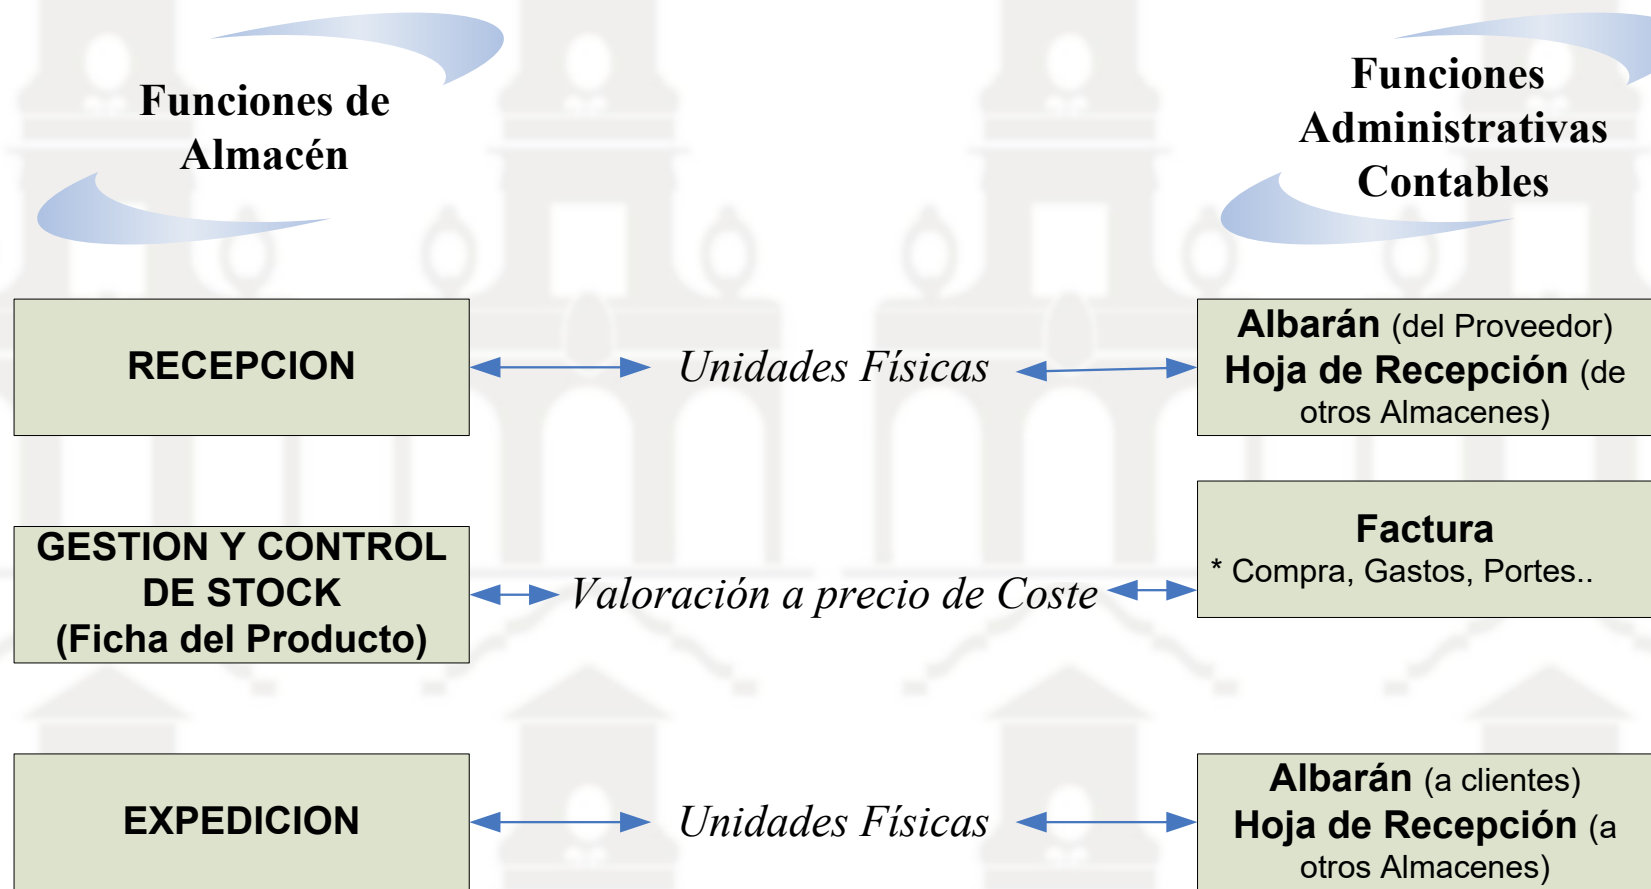 Funciones de
Almacén
Funciones
Administrativas
Contables
RECEPCION
Unidades Físicas
Albarán (del Proveedor)
Hoja de Recepción (de
otros Almacenes)
GESTION Y CONTROL
DE STOCK
(Ficha del Producto)
Valoración a precio de Coste
Factura
* Compra, Gastos, Portes..
EXPEDICION
Unidades Físicas
Albarán (a clientes)
Hoja de Recepción (a
otros Almacenes)